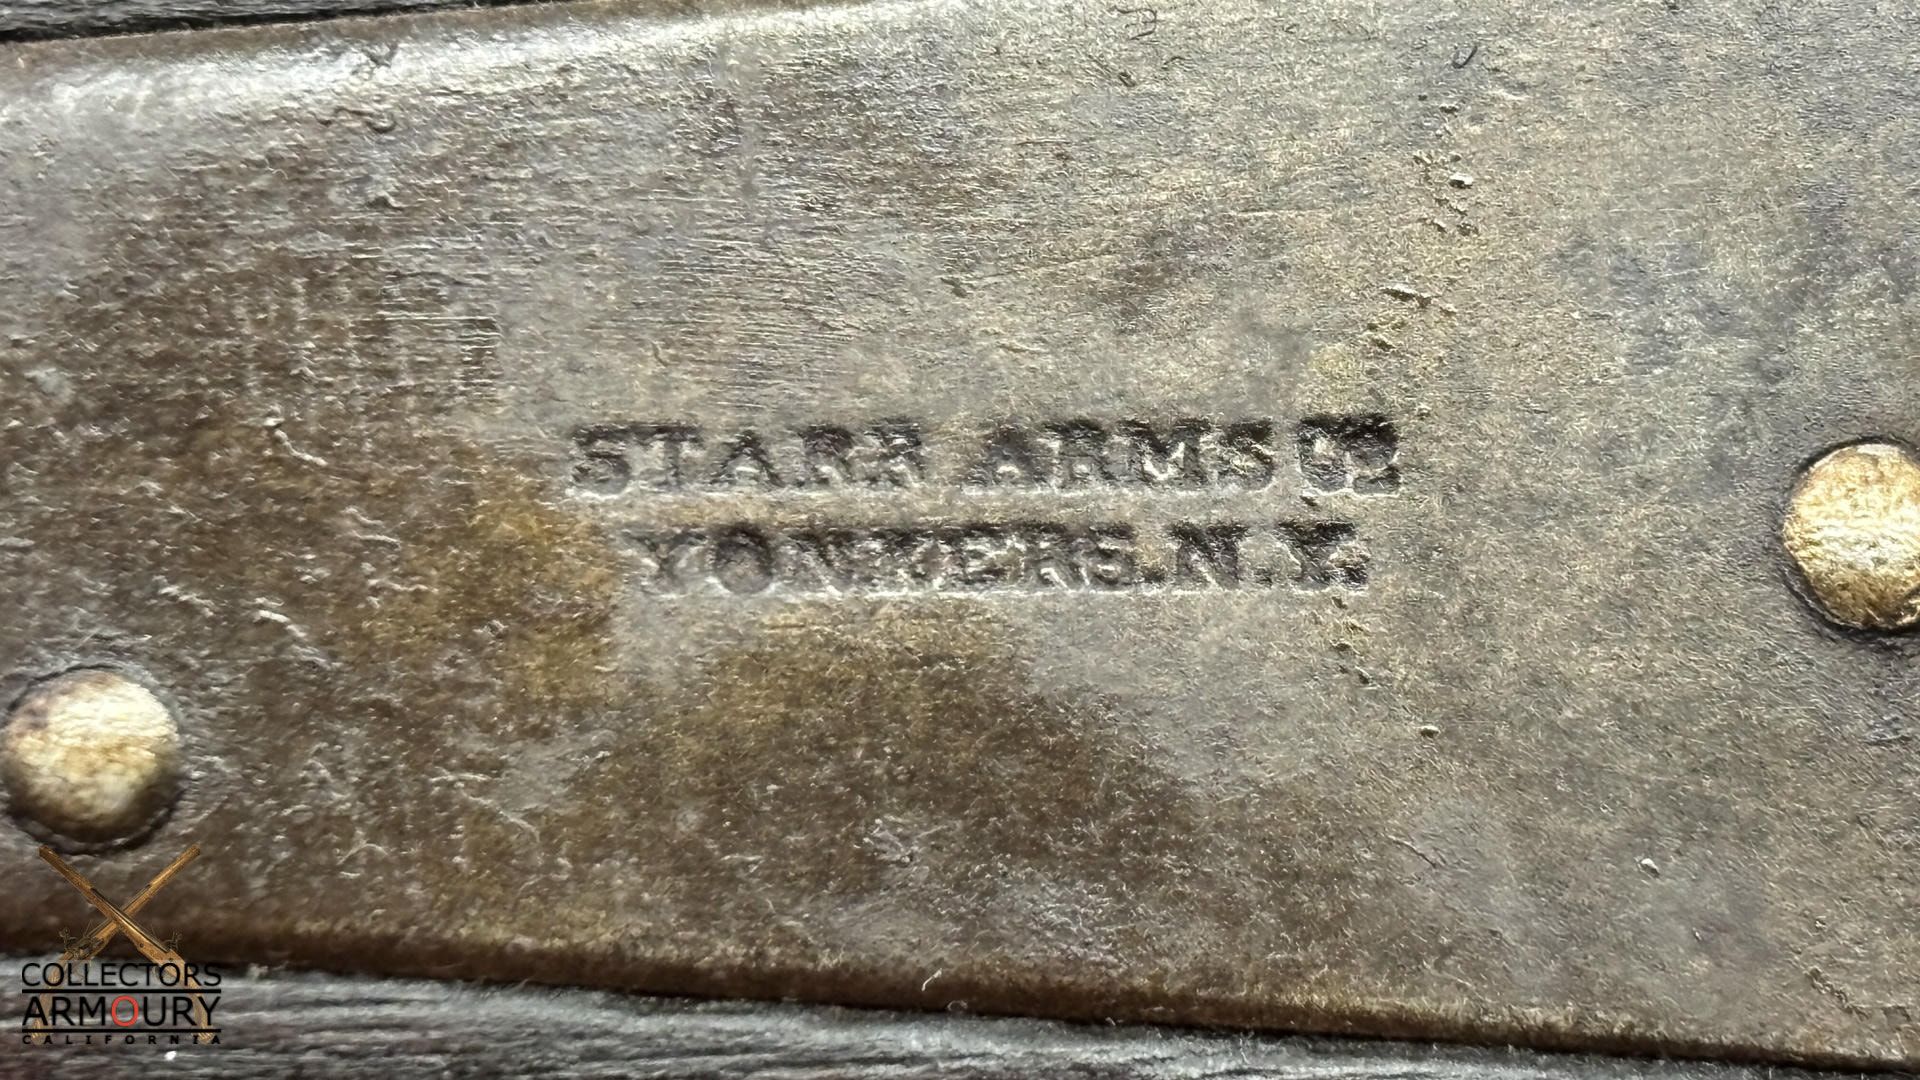 STARR ARMS Co
YONKERS. N. Y.
COLLECTORS
ARMOURY
CALIFORNIA